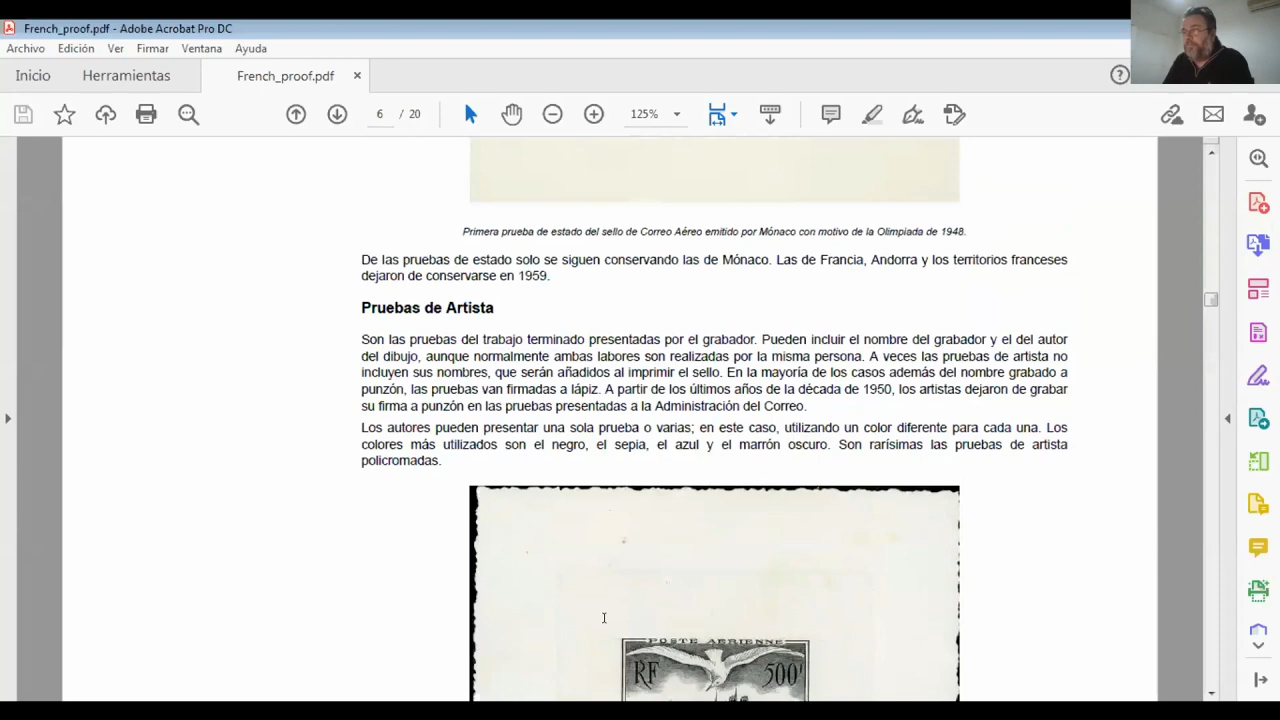 French_proof.pdf - Adobe Acrobat Pro DC
Archivo Edición Ver Firmar Ventana Ayuda
Inicio Herramientas French_proof.pdf × ?
6 / 20 125%
Primera prueba de estado del sello de Correo Aéreo emitido por Mónaco con motivo de la Olimpiada de 1948.
De las pruebas de estado solo se siguen conservando las de Mónaco. Las de Francia, Andorra y los territorios franceses
dejaron de conservarse en 1959.
Pruebas de Artista
Son las pruebas del trabajo terminado presentadas por el grabador. Pueden incluir el nombre del grabador y el del autor
del dibujo, aunque normalmente ambas labores son realizadas por la misma persona. A veces las pruebas de artista no
incluyen sus nombres, que serán añadidos al imprimir el sello. En la mayoría de los casos además del nombre grabado a
punzón, las pruebas van firmadas a lápiz. A partir de los últimos años de la década de 1950, los artistas dejaron de grabar
su firma a punzón en las pruebas presentadas a la Administración del Correo.
Los autores pueden presentar una sola prueba o varias; en este caso, utilizando un color diferente para cada una. Los
colores más utilizados son el negro, el sepia, el azul y el marrón oscuro. Son rarísimas las pruebas de artista
policromadas.
POSTE AERIENNE
RF 500f